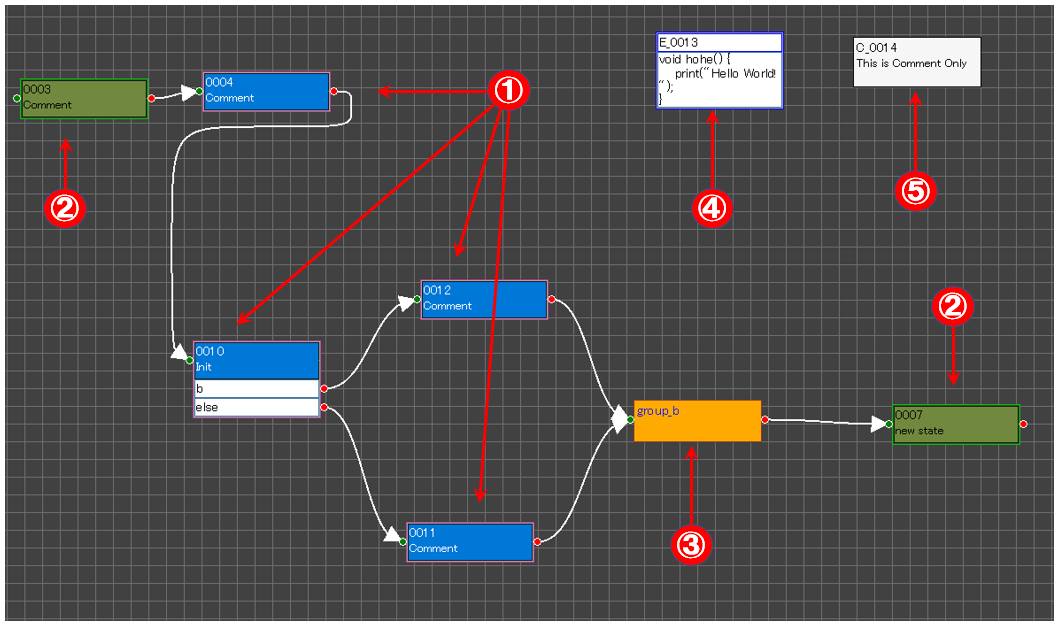 E_0013
void hohe() {
print("Hello World!
");
}
C_0014
This is Comment Only
0003
Comment
0004
Comment
①
②
④
⑤
0012
Comment
②
0010
Init
b
else
group_b
0007
new state
0011
Comment
③